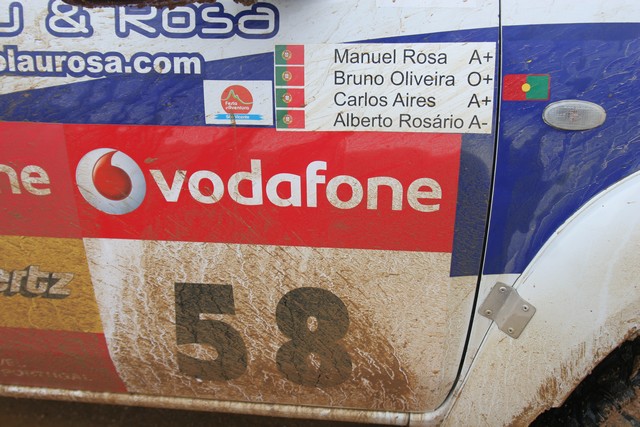 & Rosa
laurosa.com
Manuel Rosa A+
Bruno Oliveira O+
Carlos Aires A+
Alberto Rosário A-
one vodafone
ertz
58